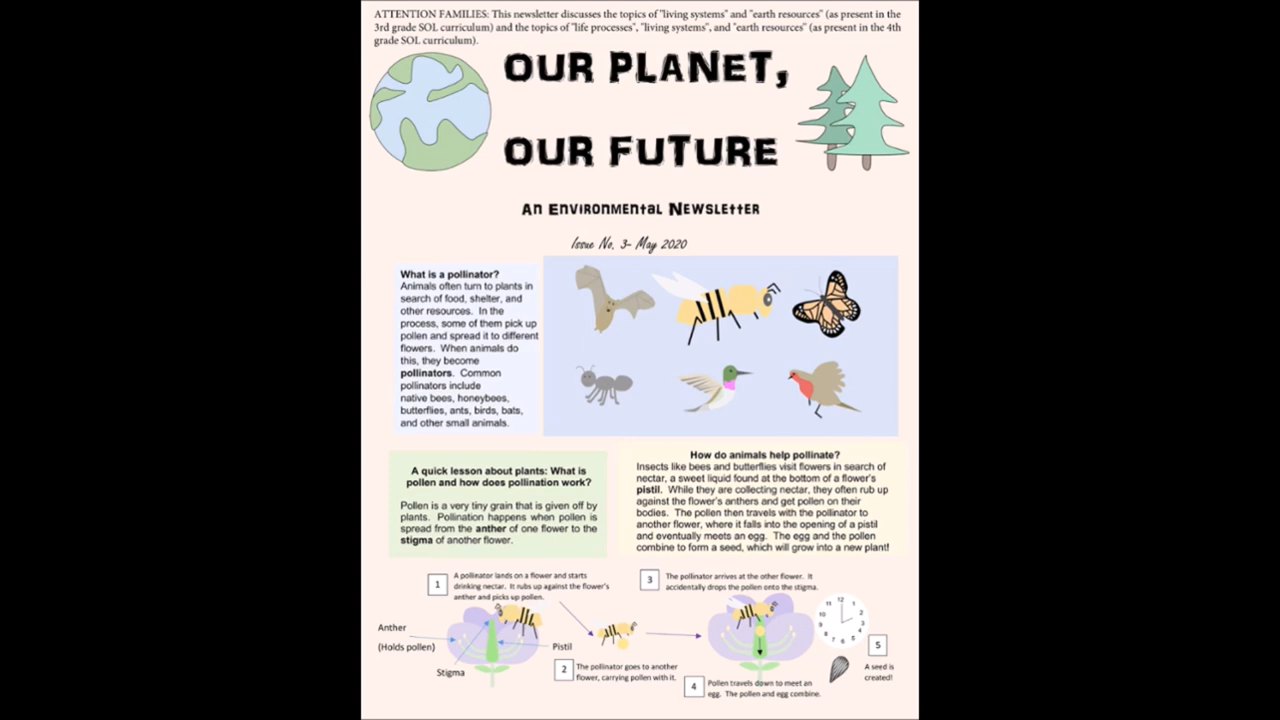 ATTENTION FAMILIES: This newsletter discusses the topics of "living systems" and "earth resources" (as present in the
3rd grade SOL curriculum) and the topics of "life processes", "living systems", and "earth resources" (as present in the 4th
grade SOL curriculum).
OUR PLANET,
OUR FUTURE
An Environmental Newsletter
Issue No. 3- May 2020
What is a pollinator?
Animals often turn to plants in
search of food, shelter, and
other resources. In the
process, some of them pick up
pollen and spread it to different
flowers. When animals do
this, they become
pollinators. Common
pollinators include
native bees, honeybees,
butterflies, ants, birds, bats,
and other small animals.
A quick lesson about plants: What is
pollen and how does pollination work?
Pollen is a very tiny grain that is given off by
plants. Pollination happens when pollen is
spread from the anther of one flower to the
stigma of another flower.
How do animals help pollinate?
Insects like bees and butterflies visit flowers in search of
nectar, a sweet liquid found at the bottom of a flower's
pistil. While they are collecting nectar, they often rub up
against the flower's anthers and get pollen on their
bodies. The pollen then travels with the pollinator to
another flower, where it falls into the opening of a pistil
and eventually meets an egg. The egg and the pollen
combine to form a seed, which will grow into a new plant!
1
A pollinator lands on a flower and starts
drinking nectar. It rubs up against the flower's
anther and picks up pollen.
Anther
(Holds pollen)
Stigma
Pistil
2
The pollinator goes to another
flower, carrying pollen with it.
3
The pollinator arrives at the other flower. It
accidentally drops the pollen onto the stigma.
4
Pollen travels down to meet an
egg. The pollen and egg combine.
12
1
2
3
4
5
6
7
8
9
10
11
5
A seed is
created!